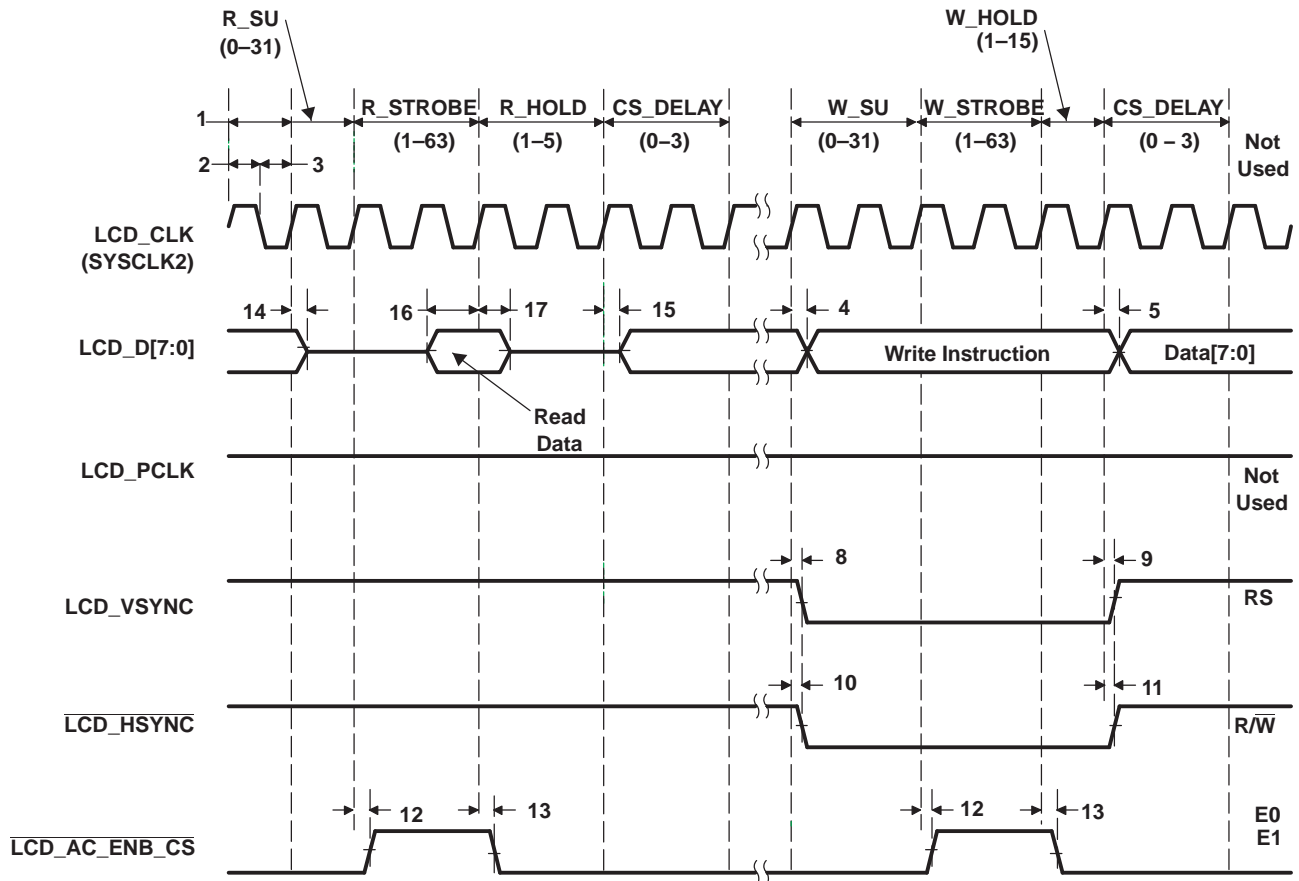 R_SU
(0–31)
W_HOLD
(1–15)
1
R_STROBE
(1–63)
R_HOLD
(1–5)
CS_DELAY
(0–3)
W_SU
(0–31)
W_STROBE
(1–63)
CS_DELAY
(0 – 3)
Not
Used
2
3
LCD_CLK
(SYSCLK2)
14
16
17
15
4
5
LCD_D[7:0]
Write Instruction
Data[7:0]
Read
Data
LCD_PCLK
Not
Used
8
9
LCD_VSYNC
RS
10
11
LCD_HSYNC
R/W
12
13
12
13
E0
E1
LCD_AC_ENB_CS